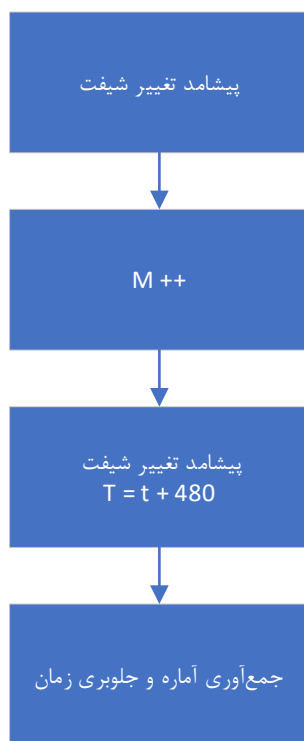 پیشامد تغییر شیفت
M ++
پیشامد تغییر شیفت
T = t + 480
جمع‌آوری آماره و جلوبری زمان